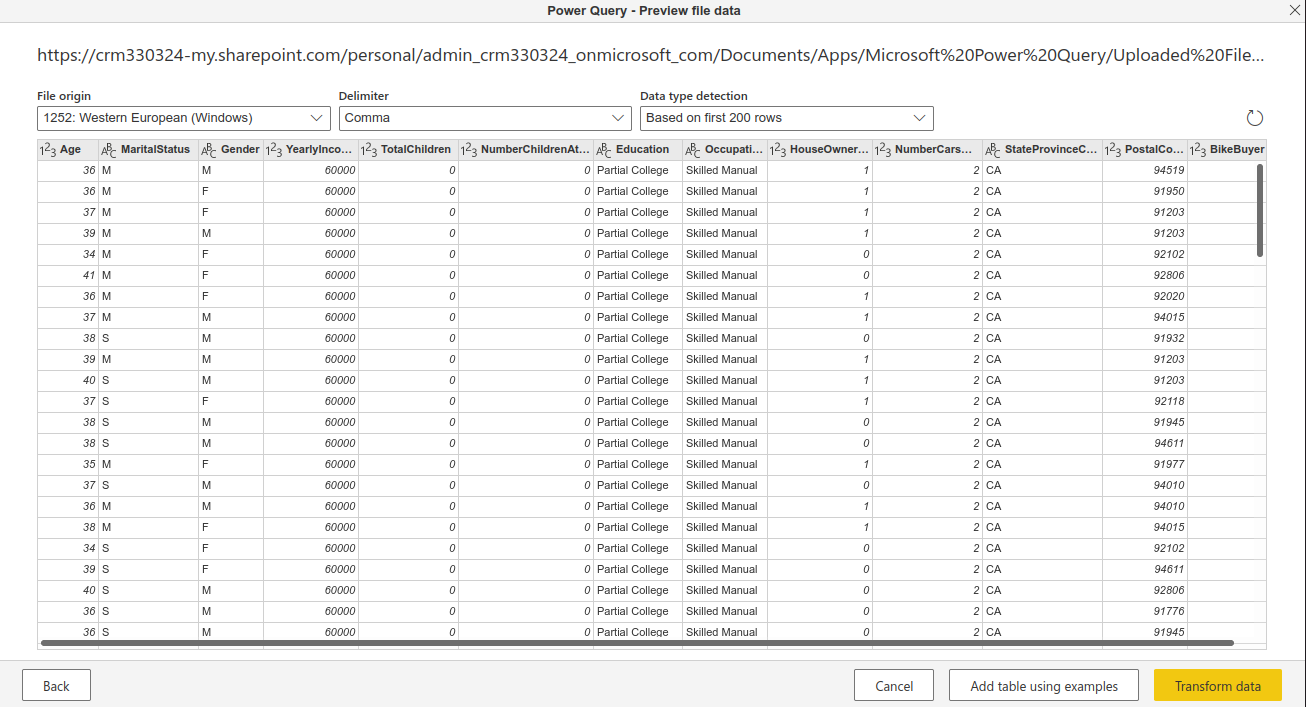 Power Query - Preview file data
https://crm330324-my.sharepoint.com/personal/admin_crm330324_onmicrosoft_com/Documents/Apps/Microsoft%20Power%20Query/Uploaded%20File...
File origin Delimiter Data type detection
1252: Western European (Windows) Comma Based on first 200 rows
123 Age ABC MaritalStatus ABC Gender 123 YearlyInco... 123 TotalChildren 123 NumberChildrenAt... ABC Education ABC Occupati... 123 HouseOwner... 123 NumberCars... ABC StateProvinceC... 123 PostalCo... 123 BikeBuyer
36 M M 60000 0 0 Partial College Skilled Manual 1 2 CA 94519
36 M F 60000 0 0 Partial College Skilled Manual 1 2 CA 91950
37 M F 60000 0 0 Partial College Skilled Manual 1 2 CA 91203
39 M M 60000 0 0 Partial College Skilled Manual 1 2 CA 91203
34 M F 60000 0 0 Partial College Skilled Manual 0 2 CA 92102
41 M F 60000 0 0 Partial College Skilled Manual 0 2 CA 92806
36 M F 60000 0 0 Partial College Skilled Manual 1 2 CA 92020
37 M M 60000 0 0 Partial College Skilled Manual 1 2 CA 94015
38 S M 60000 0 0 Partial College Skilled Manual 0 2 CA 91932
39 M M 60000 0 0 Partial College Skilled Manual 1 2 CA 91203
40 S M 60000 0 0 Partial College Skilled Manual 1 2 CA 91203
37 S F 60000 0 0 Partial College Skilled Manual 1 2 CA 92118
38 S M 60000 0 0 Partial College Skilled Manual 0 2 CA 91945
38 S M 60000 0 0 Partial College Skilled Manual 0 2 CA 94611
35 M F 60000 0 0 Partial College Skilled Manual 1 2 CA 91977
37 S M 60000 0 0 Partial College Skilled Manual 0 2 CA 94010
36 M M 60000 0 0 Partial College Skilled Manual 1 2 CA 94010
38 M F 60000 0 0 Partial College Skilled Manual 1 2 CA 94015
34 S F 60000 0 0 Partial College Skilled Manual 0 2 CA 92102
39 S F 60000 0 0 Partial College Skilled Manual 0 2 CA 94611
40 S M 60000 0 0 Partial College Skilled Manual 0 2 CA 92806
36 S M 60000 0 0 Partial College Skilled Manual 0 2 CA 91776
36 S M 60000 0 0 Partial College Skilled Manual 0 2 CA 91945
Back Cancel Add table using examples Transform data